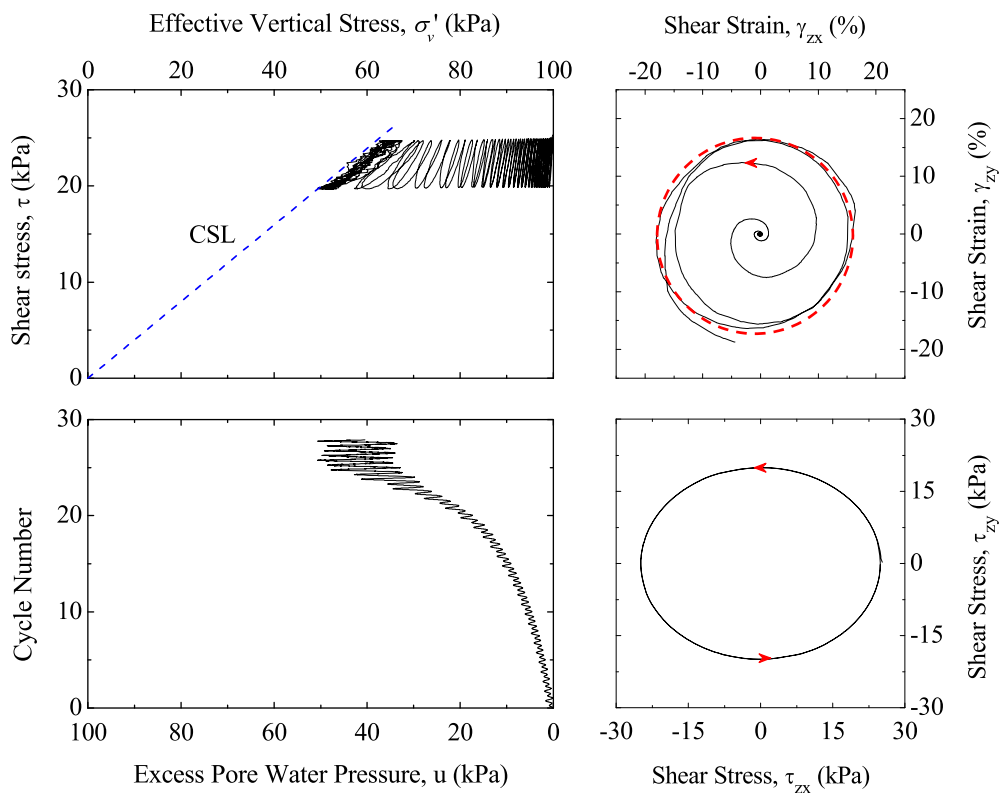 Effective Vertical Stress, σv' (kPa)
0 20 40 60 80 100
30
20
10
0
Shear stress, τ (kPa)
CSL
Shear Strain, γzx (%)
-20 -10 0 10 20
20
10
0
-10
-20
Shear Strain, γzy (%)
30
20
10
0
Cycle Number
100 80 60 40 20 0
Excess Pore Water Pressure, u (kPa)
30
15
0
-15
-30
Shear Stress, τzy (kPa)
-30 -15 0 15 30
Shear Stress, τzx (kPa)